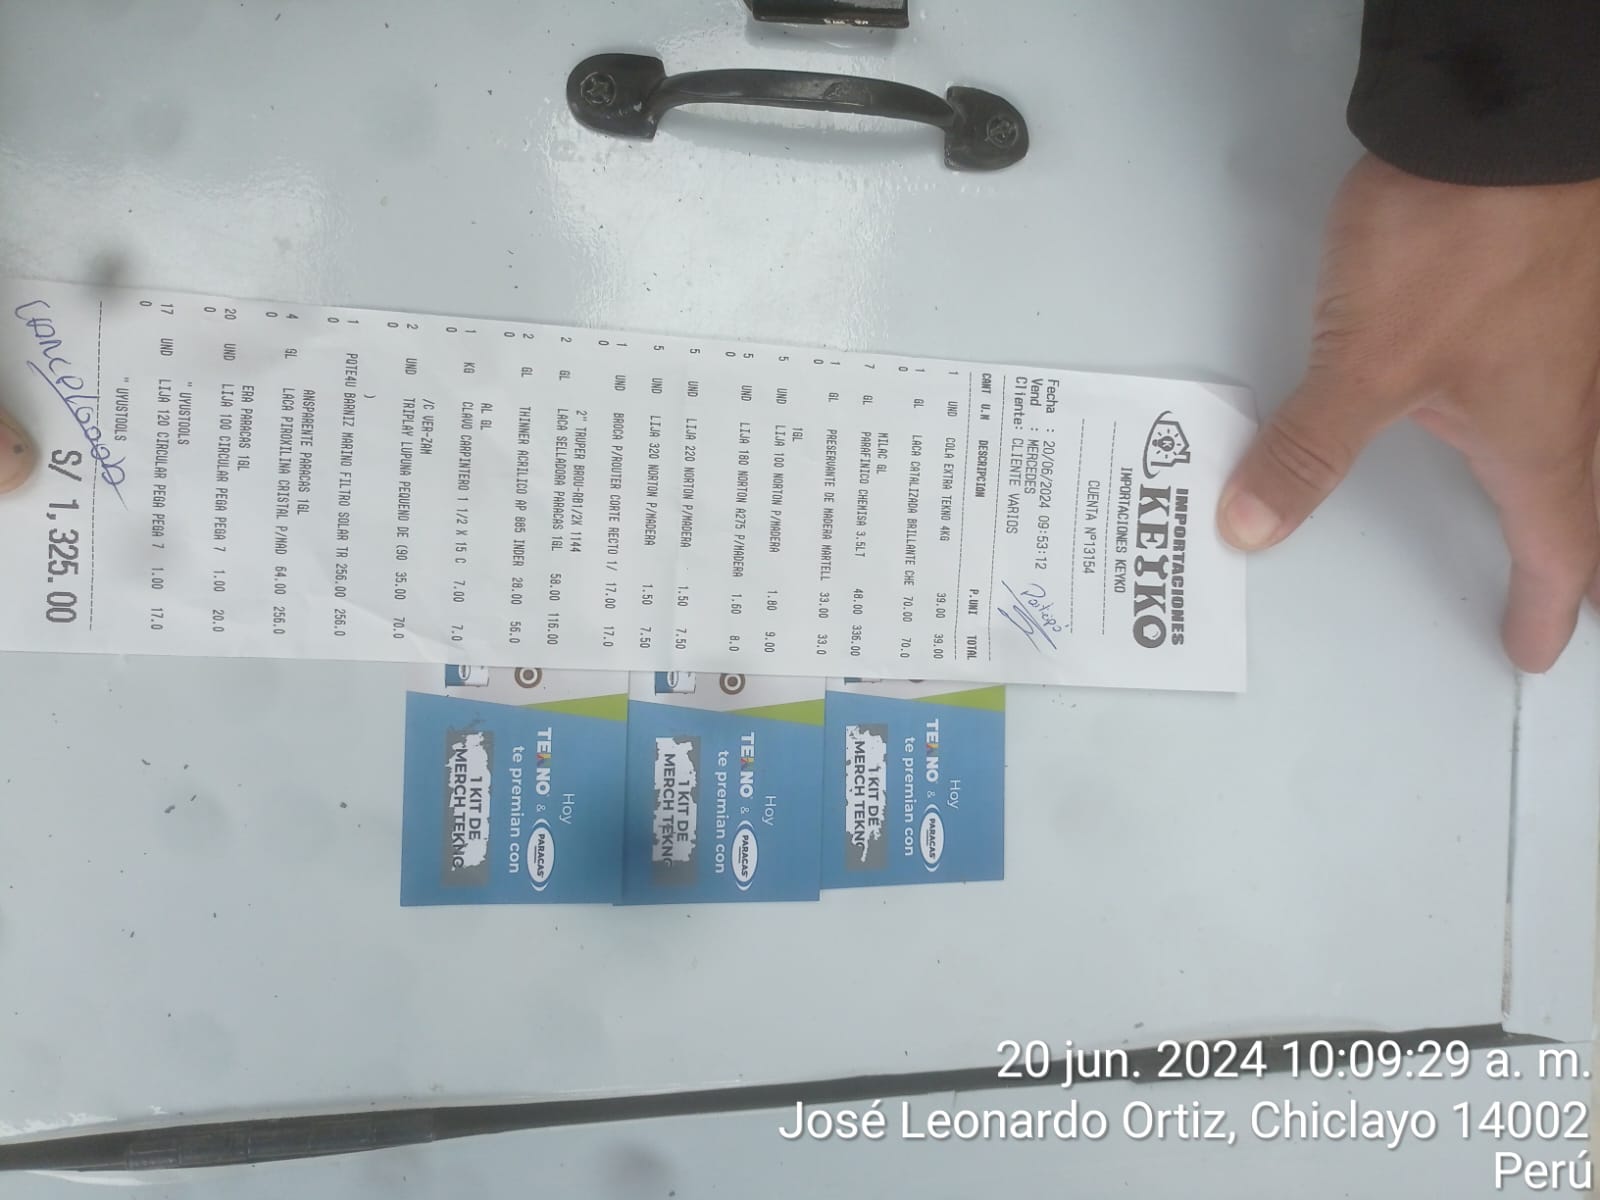 IMPORTACIONES
KEYKO
IMPORTACIONES KEYKO
CUENTA Nº13154
Fecha : 20/06/2024 09:53:12
Vend : MERCEDES
Cliente: CLIENTE VARIOS
CANT U.N DESCRIPCION P.UNI TOTAL
1 UND COLA EXTRA TEKNO 4KG 39.00 39.00
1 GL LACA CATALIZADA BRILLANTE CHE 70.00 70.0
0 MILAC GL
7 GL PARAFINICO CHEMISA 3.5LT 48.00 336.00
1 GL PRESERVANTE DE MADERA MARTELL 33.00 33.0
0 1GL
5 UND LIJA 100 NORTON P/MADERA 1.80 9.00
5 UND LIJA 180 NORTON A275 P/MADERA 1.60 8.0
0
5 UND LIJA 220 NORTON P/MADERA 1.50 7.50
5 UND LIJA 320 NORTON P/MADERA 1.50 7.50
1 UND BROCA P/ROUTER CORTE RECTO 1/ 17.00 17.0
0 2" TRUPER BROU-RB1/2X 1144
2 GL LACA SELLADORA PARACAS 1GL 58.00 116.00
2 GL THINNER ACRILICO AP 885 INDER 28.00 56.0
0 AL GL
1 KG CLAVO CARPINTERO 1 1/2 X 15 C 7.00 7.0
0 /C VER-ZAM
2 UND TRIPLAY LUPUNA PEQUENO DE (90 35.00 70.0
0 )
1 POTE4U BARNIZ MARINO FILTRO SOLAR TR 256.00 256.0
0 ANSPARENTE PARACAS 1GL
4 GL LACA PIROXILINA CRISTAL P/MAD 64.00 256.0
0 ERA PARACAS 1GL
20 UND LIJA 100 CIRCULAR PEGA PEGA 7 1.00 20.0
0 " UYUSTOOLS
17 UND LIJA 120 CIRCULAR PEGA PEGA 7 1.00 17.0
0 " UYUSTOOLS
S/ 1,325.00
Hoy
TEKNO & PARACAS
te premian con
1 KIT DE
MERCH TEKNO
Hoy
TEKNO & PARACAS
te premian con
1 KIT DE
MERCH TEKNO
Hoy
TEKNO & PARACAS
te premian con
1 KIT DE
MERCH TEKNO
20 jun. 2024 10:09:29 a. m.
José Leonardo Ortiz, Chiclayo 14002
Perú